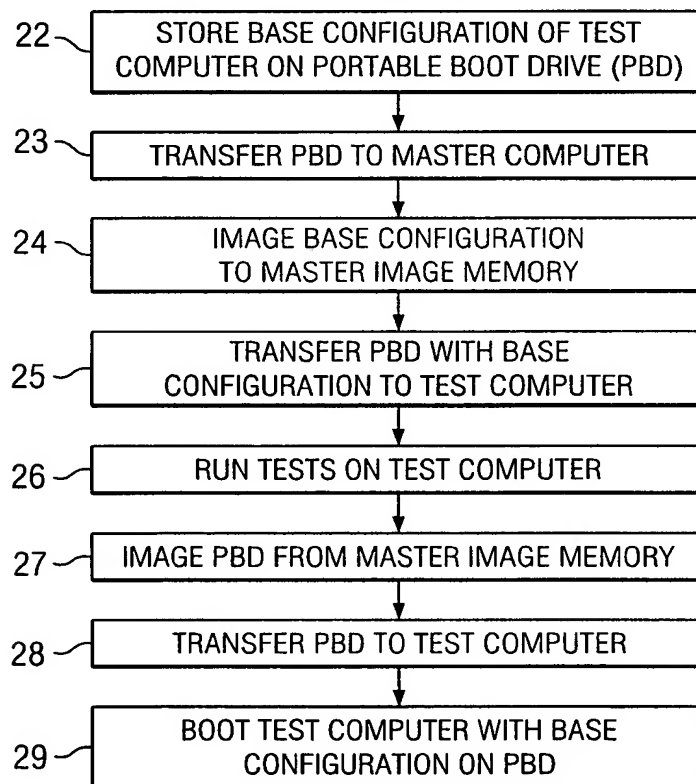 22
STORE BASE CONFIGURATION OF TEST
COMPUTER ON PORTABLE BOOT DRIVE (PBD)
23
TRANSFER PBD TO MASTER COMPUTER
24
IMAGE BASE CONFIGURATION
TO MASTER IMAGE MEMORY
25
TRANSFER PBD WITH BASE
CONFIGURATION TO TEST COMPUTER
26
RUN TESTS ON TEST COMPUTER
27
IMAGE PBD FROM MASTER IMAGE MEMORY
28
TRANSFER PBD TO TEST COMPUTER
29
BOOT TEST COMPUTER WITH BASE
CONFIGURATION ON PBD